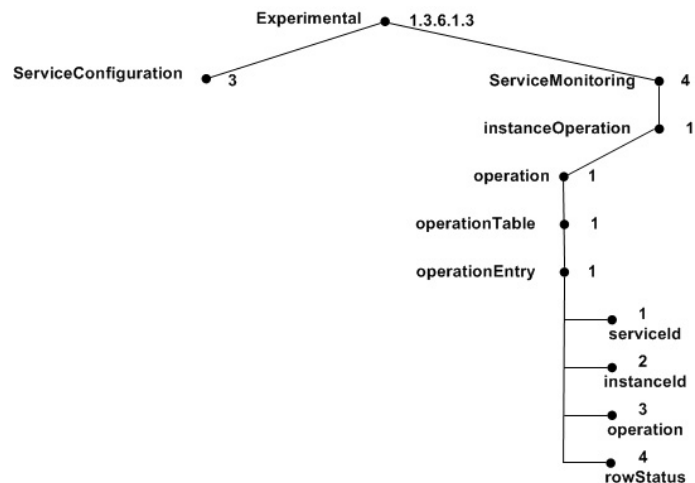 Experimental 1.3.6.1.3
ServiceConfiguration 3
ServiceMonitoring 4
instanceOperation 1
operation 1
operationTable 1
operationEntry 1
1
serviceId
2
instanceId
3
operation
4
rowStatus